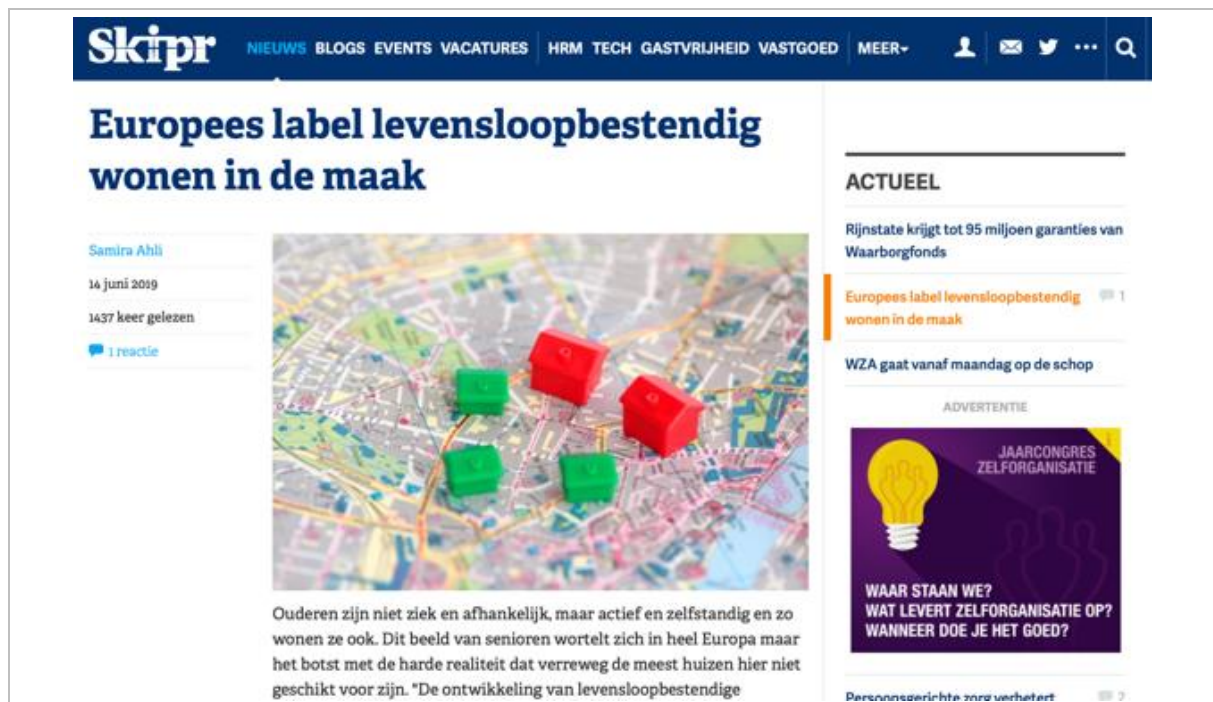 Skipr
NIEUWS BLOGS EVENTS VACATURES HRM TECH GASTVRIJHEID VASTGOED MEER
Europees label levensloopbestendig
wonen in de maak
Samira Ahli
14 juni 2019
1437 keer gelezen
1 reactie
Ouderen zijn niet ziek en afhankelijk, maar actief en zelfstandig en zo
wonen ze ook. Dit beeld van senioren wortelt zich in heel Europa maar
het botst met de harde realiteit dat verreweg de meest huizen hier niet
geschikt voor zijn. "De ontwikkeling van levensloopbestendige
ACTUEEL
Rijnstate krijgt tot 95 miljoen garanties van
Waarborgfonds
Europees label levensloopbestendig 1
wonen in de maak
WZA gaat vanaf maandag op de schop
ADVERTENTIE
JAARCONGRES
ZELFORGANISATIE
WAAR STAAN WE?
WAT LEVERT ZELFORGANISATIE OP?
WANNEER DOE JE HET GOED?
Persoonsgerichte zorg verbetert 2